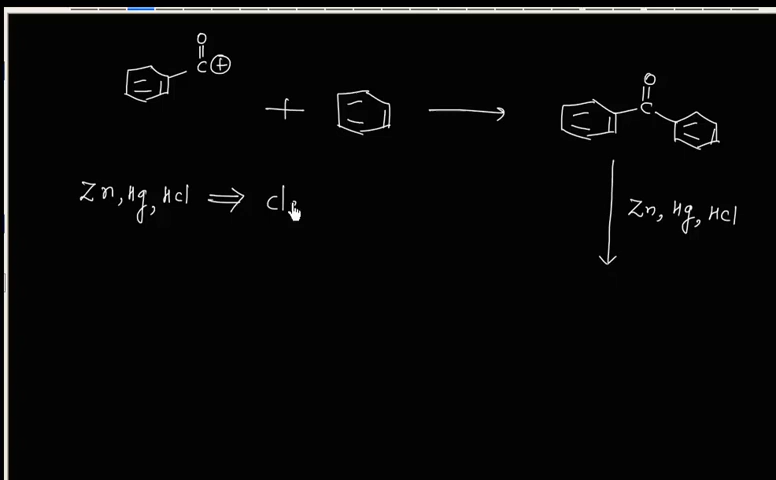 O
C +
+
O
C
Zn, Hg, HCl ⇒ Cl
Zn, Hg, HCl